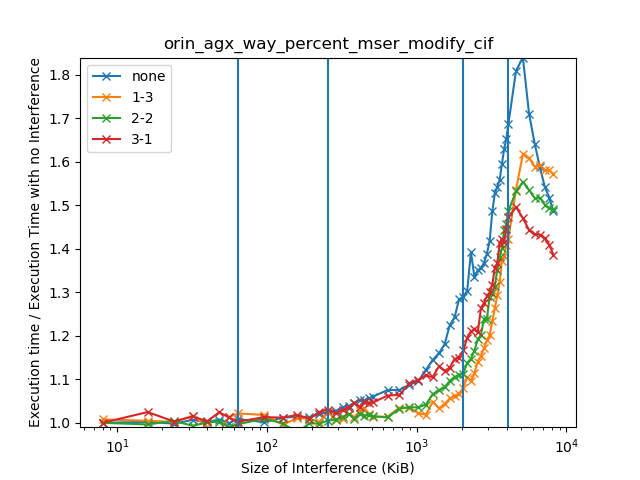 orin_agx_way_percent_mser_modify_cif
Execution time / Execution Time with no Interference
1.8
1.7
1.6
1.5
1.4
1.3
1.2
1.1
1.0
none
1-3
2-2
3-1
10¹ 10² 10³ 10⁴
Size of Interference (KiB)